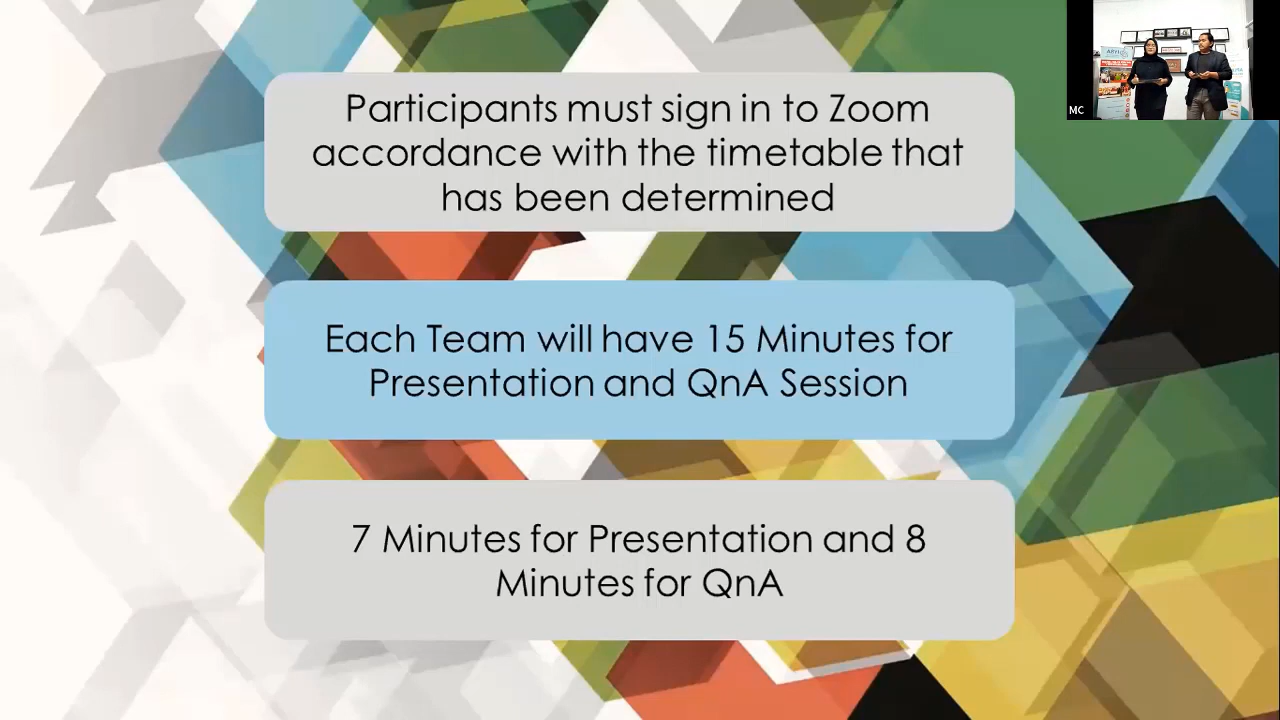 Participants must sign in to Zoom
accordance with the timetable that
has been determined
Each Team will have 15 Minutes for
Presentation and QnA Session
7 Minutes for Presentation and 8
Minutes for QnA
MC